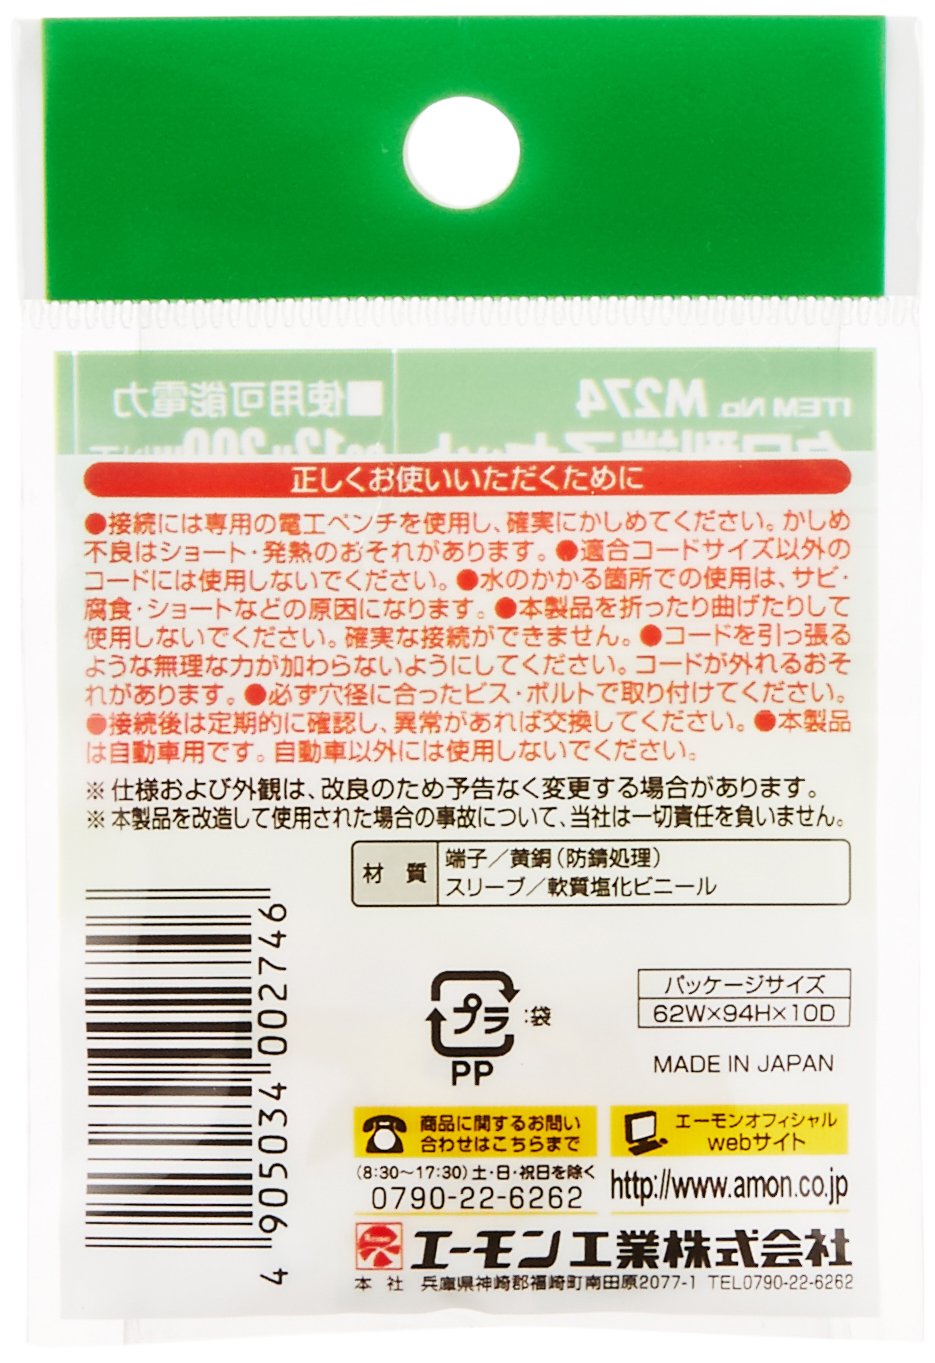 ITEM No. M274
■使用可能電力
正しくお使いいただくために
●接続には専用の電工ペンチを使用し、確実にかしめてください。かしめ
不良はショート・発熱のおそれがあります。●適合コードサイズ以外の
コードには使用しないでください。●水のかかる箇所での使用は、サビ・
腐食・ショートなどの原因になります。●本製品を折ったり曲げたりして
使用しないでください。確実な接続ができません。●コードを引っ張る
ような無理な力が加わらないようにしてください。コードが外れるおそ
れがあります。●必ず穴径に合ったビス・ボルトで取り付けてください。
●接続後は定期的に確認し、異常があれば交換してください。●本製品
は自動車用です。自動車以外には使用しないでください。
※仕様および外観は、改良のため予告なく変更する場合があります。
※本製品を改造して使用された場合の事故について、当社は一切責任を負いません。
材 質
端子／黄銅(防錆処理)
スリーブ／軟質塩化ビニール
4 905034 002746
プラ
:袋
PP
パッケージサイズ
62W×94H×10D
MADE IN JAPAN
商品に関するお問い
合わせはこちらまで
(8:30〜17:30)土・日・祝日を除く
0790-22-6262
エーモンオフィシャル
webサイト
http://www.amon.co.jp
エーモン工業株式会社
本 社 兵庫県神崎郡福崎町南田原2077-1 TEL0790-22-6262